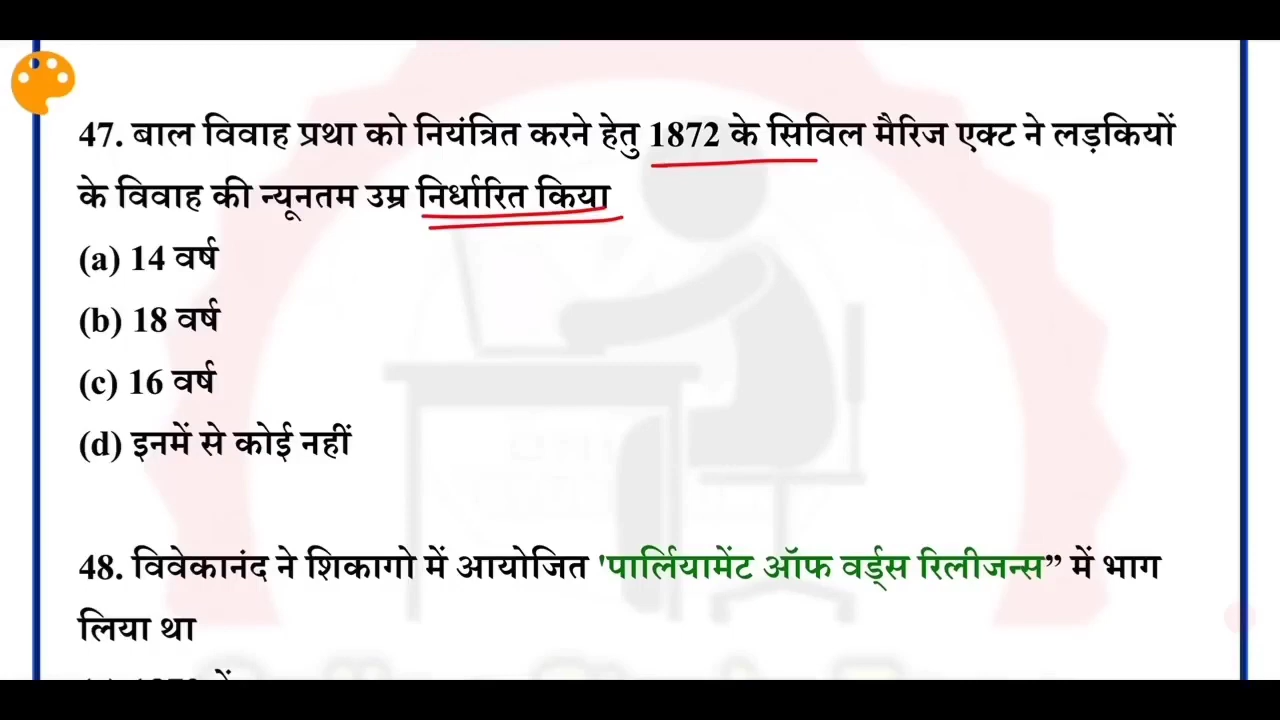 47. बाल विवाह प्रथा को नियंत्रित करने हेतु 1872 के सिविल मैरिज एक्ट ने लड़कियों
के विवाह की न्यूनतम उम्र निर्धारित किया
(a) 14 वर्ष
(b) 18 वर्ष
(c) 16 वर्ष
(d) इनमें से कोई नहीं
48. विवेकानंद ने शिकागो में आयोजित 'पार्लियामेंट ऑफ वर्ड्स रिलीजन्स” में भाग
लिया था